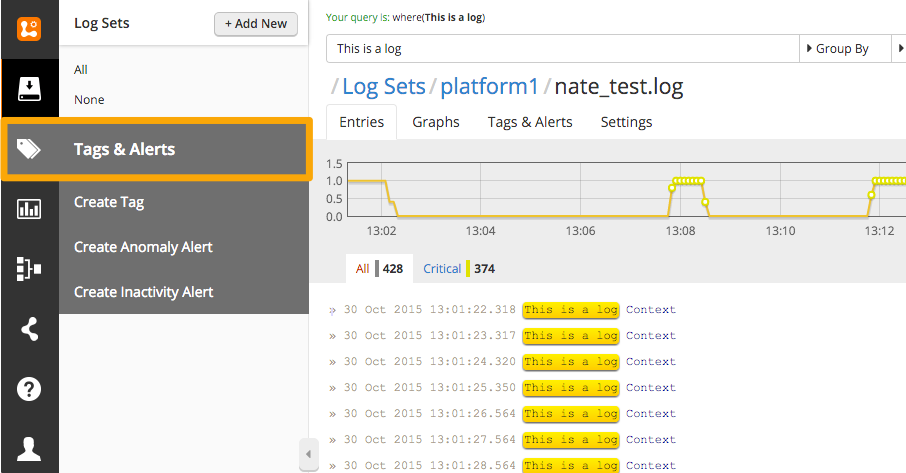 Log Sets
+ Add New
All
None
Tags & Alerts
Create Tag
Create Anomaly Alert
Create Inactivity Alert
Your query is: where(This is a log)
This is a log
Group By
/ Log Sets / platform1 / nate_test.log
Entries Graphs Tags & Alerts Settings
1.5
1.0
0.5
0.0
13:02 13:04 13:06 13:08 13:10 13:12
All 428 Critical 374
» 30 Oct 2015 13:01:22.318 This is a log Context
» 30 Oct 2015 13:01:23.317 This is a log Context
» 30 Oct 2015 13:01:24.320 This is a log Context
» 30 Oct 2015 13:01:25.350 This is a log Context
» 30 Oct 2015 13:01:26.564 This is a log Context
» 30 Oct 2015 13:01:27.564 This is a log Context
» 30 Oct 2015 13:01:28.564 This is a log Context